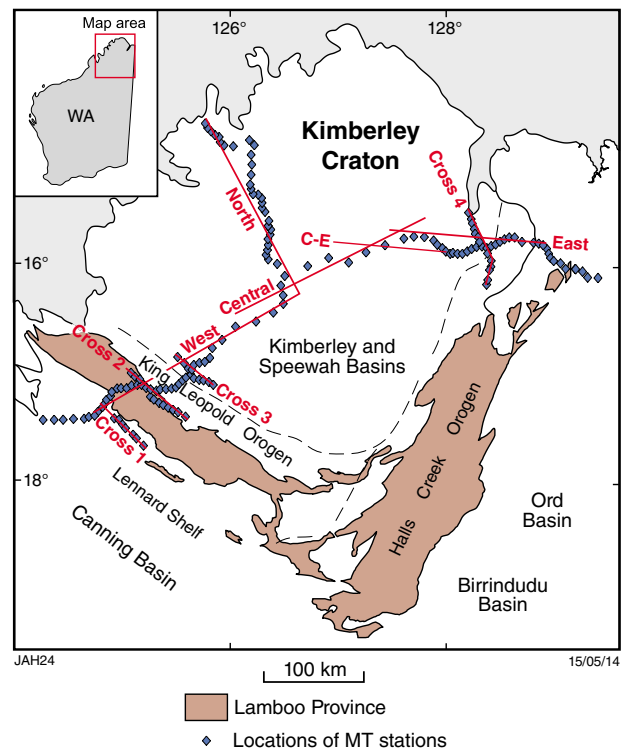 Map area
126°
128°
WA
Kimberley
Craton
Cross 4
North
C-E
East
16°
Central
West
Kimberley and
Speewah Basins
Cross 2
King
Leopold
Orogen
Cross 3
Cross 1
18°
Lennard Shelf
Canning Basin
Halls
Creek
Orogen
Ord
Basin
Birrindudu
Basin
JAH24
15/05/14
100 km
Lamboo Province
Locations of MT stations